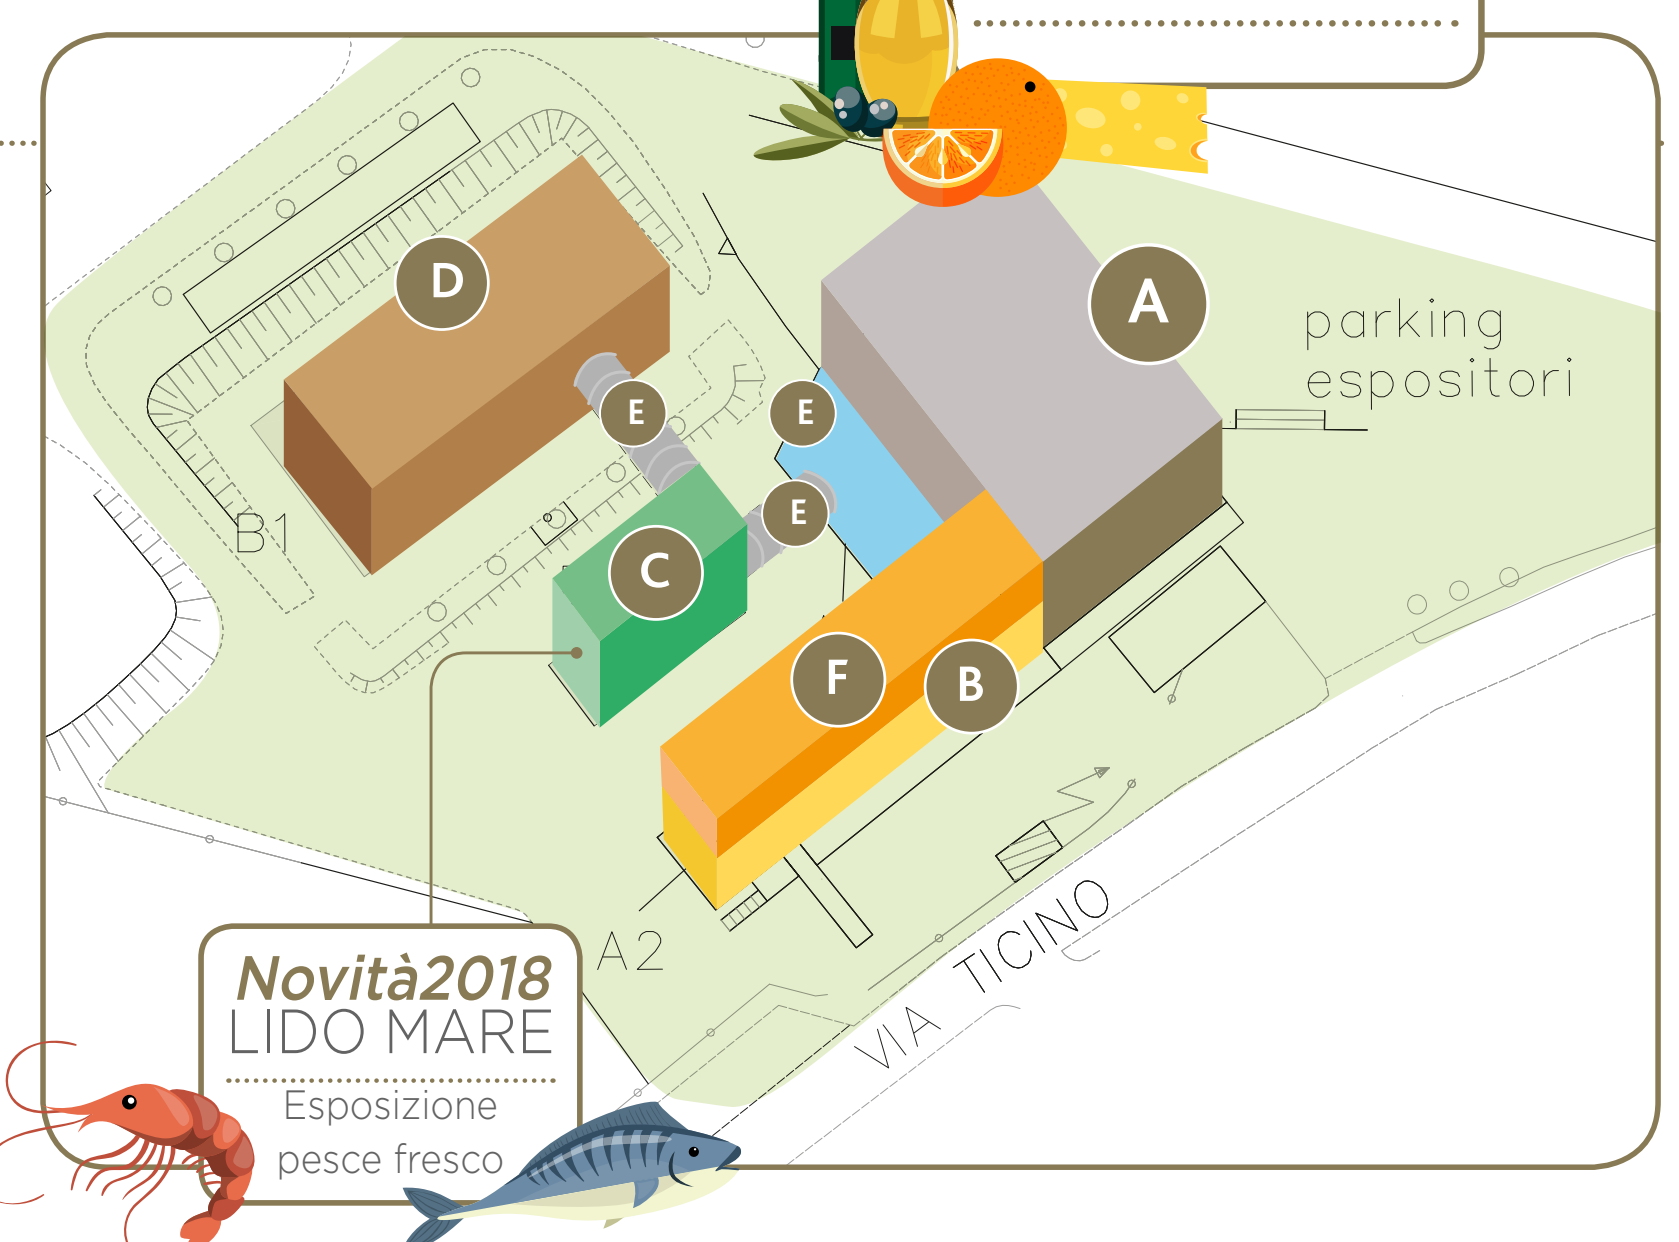 D
A
parking
espositori
E
E
E
B1
C
F
B
A2
VIA TICINO
Novità2018
LIDO MARE
Esposizione
pesce fresco